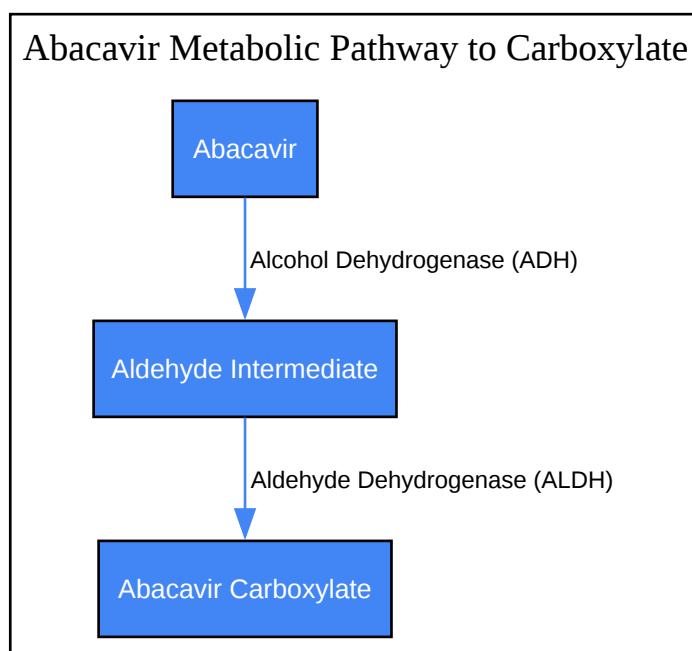 Abacavir Metabolic Pathway to Carboxylate
Abacavir
Alcohol Dehydrogenase (ADH)
Aldehyde Intermediate
Aldehyde Dehydrogenase (ALDH)
Abacavir Carboxylate